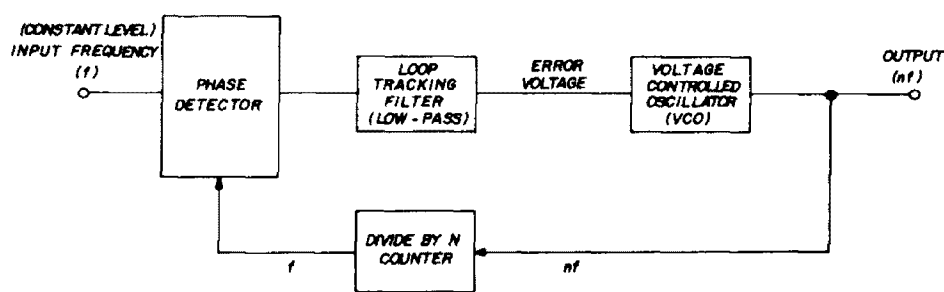 (CONSTANT LEVEL)
INPUT FREQUENCY
(f)
PHASE
DETECTOR
LOOP
TRACKING
FILTER
(LOW-PASS)
ERROR
VOLTAGE
VOLTAGE
CONTROLLED
OSCILLATOR
(VCO)
OUTPUT
(nf)
DIVIDE BY N
COUNTER
f
nf